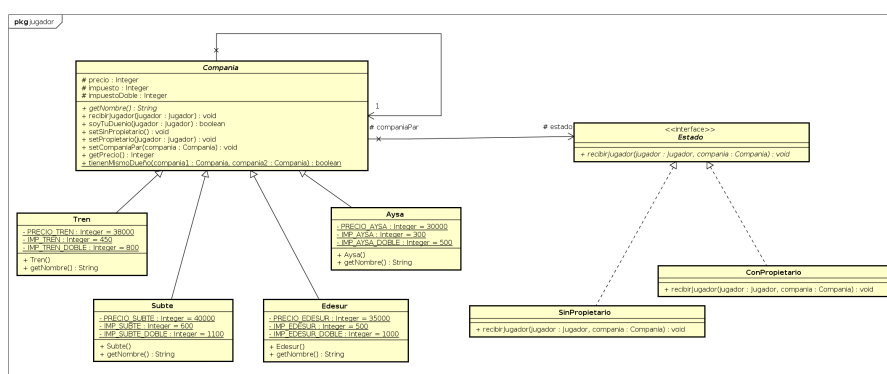 pkg jugador
Compania
# precio : Integer
# impuesto : Integer
# impuestoDoble : Integer
+ getNombre() : String
+ recibirJugador(jugador : Jugador) : void
+ soyTuDuenio(jugador : Jugador) : boolean
+ setSinPropietario() : void
+ setPropietario(jugador : Jugador) : void
+ setCompaniaPar(compania : Compania) : void
+ getPrecio() : Integer
+ tienenMismoDueño(compania1 : Compania, compania2 : Compania) : boolean
1
# companiaPar
# estado
<<interface>>
Estado
+ recibirJugador(jugador : Jugador, compania : Compania) : void
Tren
- PRECIO_TREN : Integer = 38000
- IMP_TREN : Integer = 450
- IMP_TREN_DOBLE : Integer = 800
+ Tren()
+ getNombre() : String
Aysa
- PRECIO_AYSA : Integer = 30000
- IMP_AYSA : Integer = 300
- IMP_AYSA_DOBLE : Integer = 500
+ Aysa()
+ getNombre() : String
Subte
- PRECIO_SUBTE : Integer = 40000
- IMP_SUBTE : Integer = 600
- IMP_SUBTE_DOBLE : Integer = 1100
+ Subte()
+ getNombre() : String
Edesur
- PRECIO_EDESUR : Integer = 35000
- IMP_EDESUR : Integer = 500
- IMP_EDESUR_DOBLE : Integer = 1000
+ Edesur()
+ getNombre() : String
ConPropietario
+ recibirJugador(jugador : Jugador, compania : Compania) : void
SinPropietario
+ recibirJugador(jugador : Jugador, compania : Compania) : void